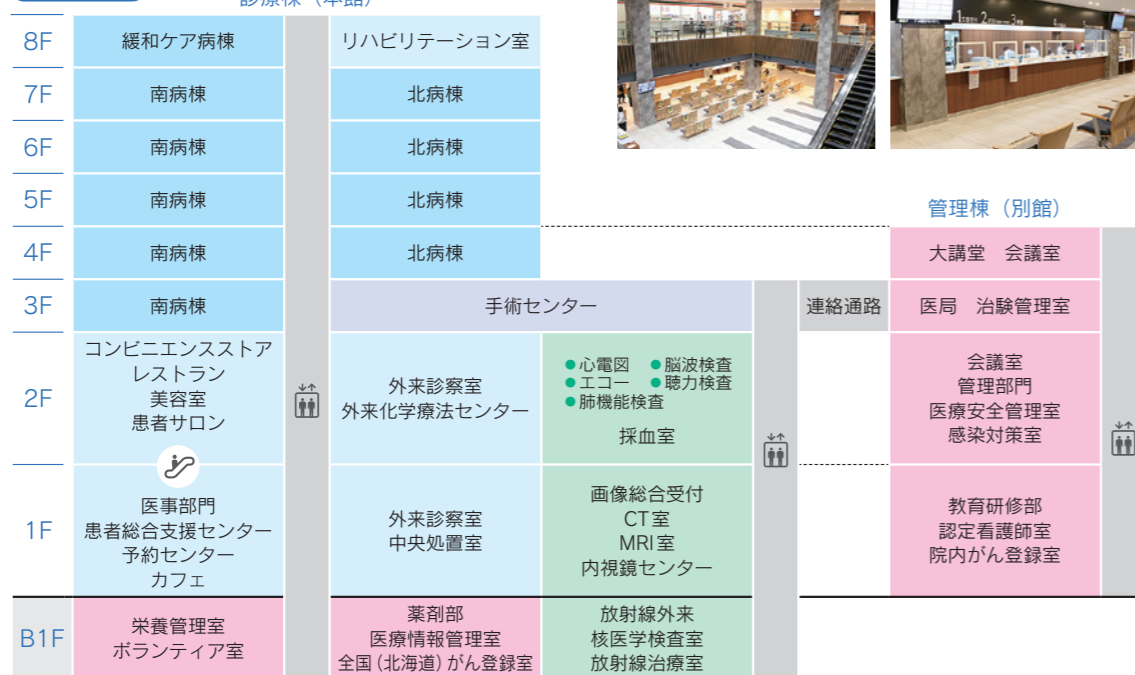 診療棟（本館）
8F
緩和ケア病棟
リハビリテーション室
7F
南病棟
北病棟
6F
南病棟
北病棟
5F
南病棟
北病棟
管理棟（別館）
4F
南病棟
北病棟
大講堂　会議室
3F
南病棟
手術センター
連絡通路
医局　治験管理室
2F
コンビニエンスストア
レストラン
美容室
患者サロン
外来診察室
外来化学療法センター
●心電図　●脳波検査
●エコー　●聴力検査
●肺機能検査
採血室
会議室
管理部門
医療安全管理室
感染対策室
1F
医事部門
患者総合支援センター
予約センター
カフェ
外来診察室
中央処置室
画像総合受付
CT室
MRI室
内視鏡センター
教育研修部
認定看護師室
院内がん登録室
B1F
栄養管理室
ボランティア室
薬剤部
医療情報管理室
全国（北海道）がん登録室
放射線外来
核医学検査室
放射線治療室